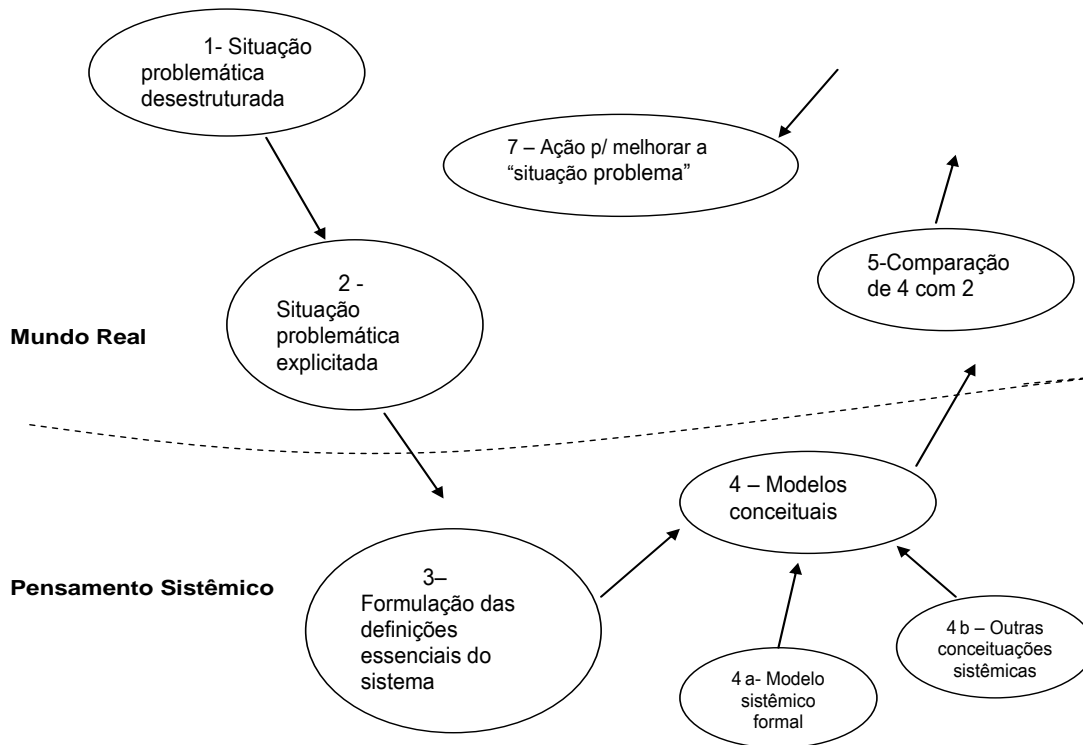 1- Situação
problemática
desestruturada
7 – Ação p/ melhorar a
“situação problema”
5-Comparação
de 4 com 2
2 -
Situação
problemática
explicitada
Mundo Real
4 – Modelos
conceituais
Pensamento Sistêmico
3–
Formulação das
definições
essenciais do
sistema
4 b – Outras
conceituações
sistêmicas
4 a- Modelo
sistêmico
formal